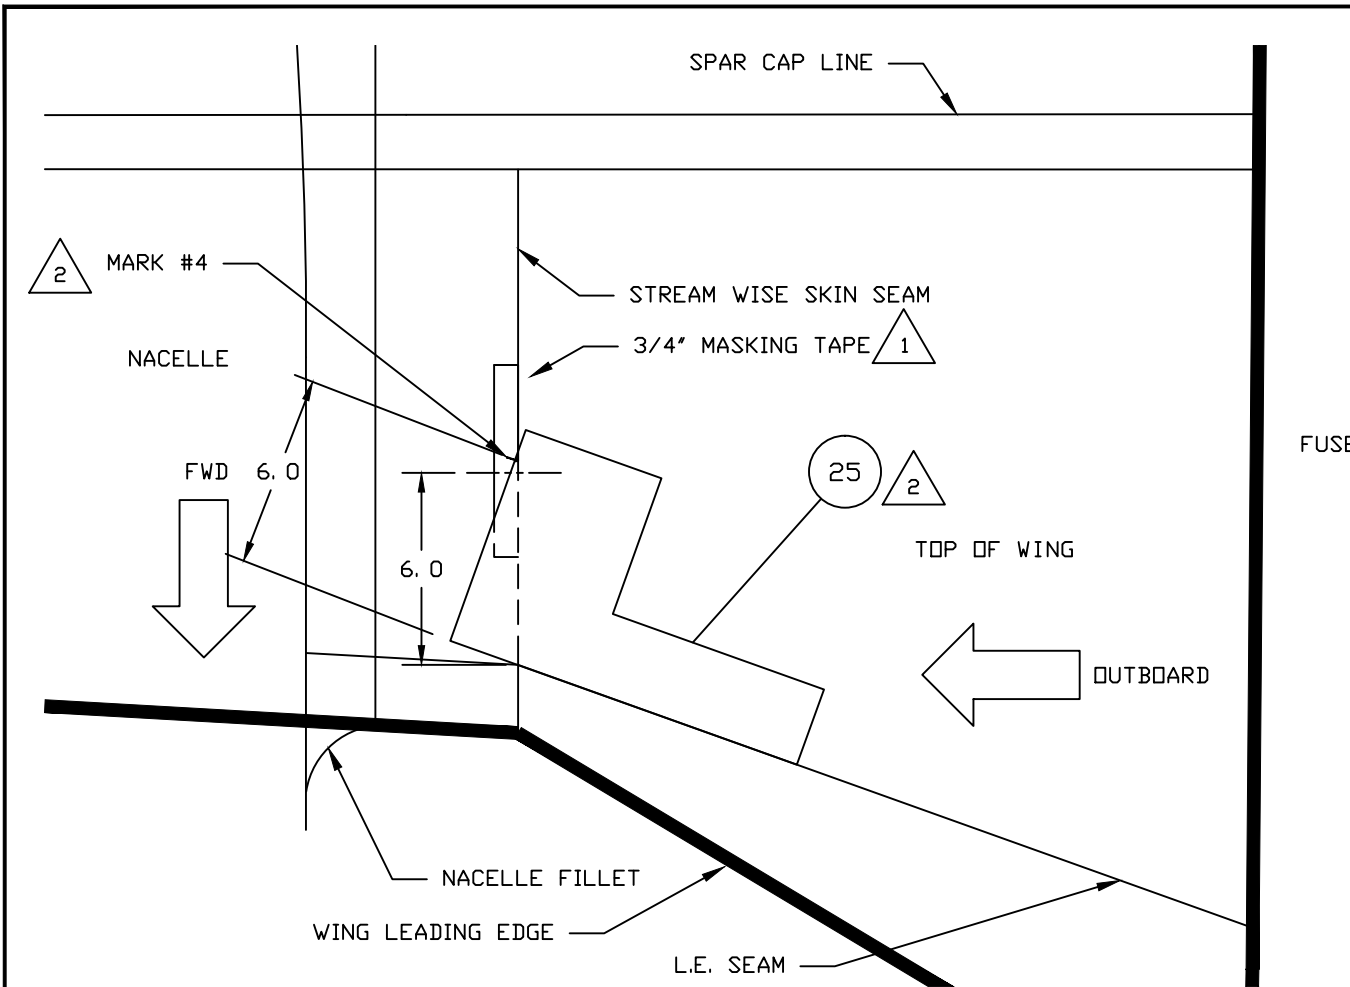 SPAR CAP LINE
2 MARK #4
STREAM WISE SKIN SEAM
3/4" MASKING TAPE 1
NACELLE
FUSE
FWD 6.0
25 2
TOP OF WING
6.0
OUTBOARD
NACELLE FILLET
WING LEADING EDGE
L.E. SEAM